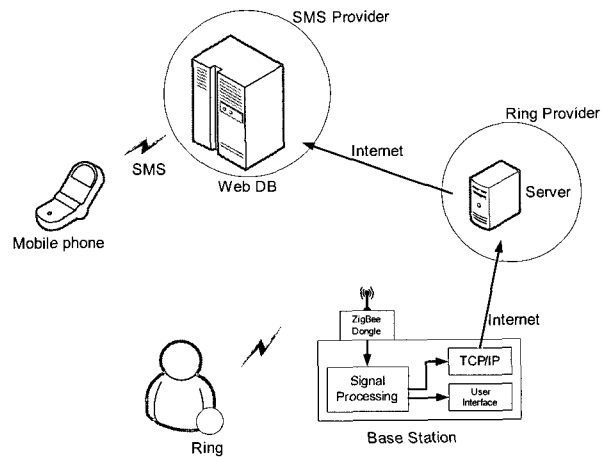 SMS Provider
Ring Provider
Internet
SMS
Web DB
Server
Mobile phone
Internet
ZigBee
Dongle
TCP/IP
Signal
Processing
User
Interface
Base Station
Ring